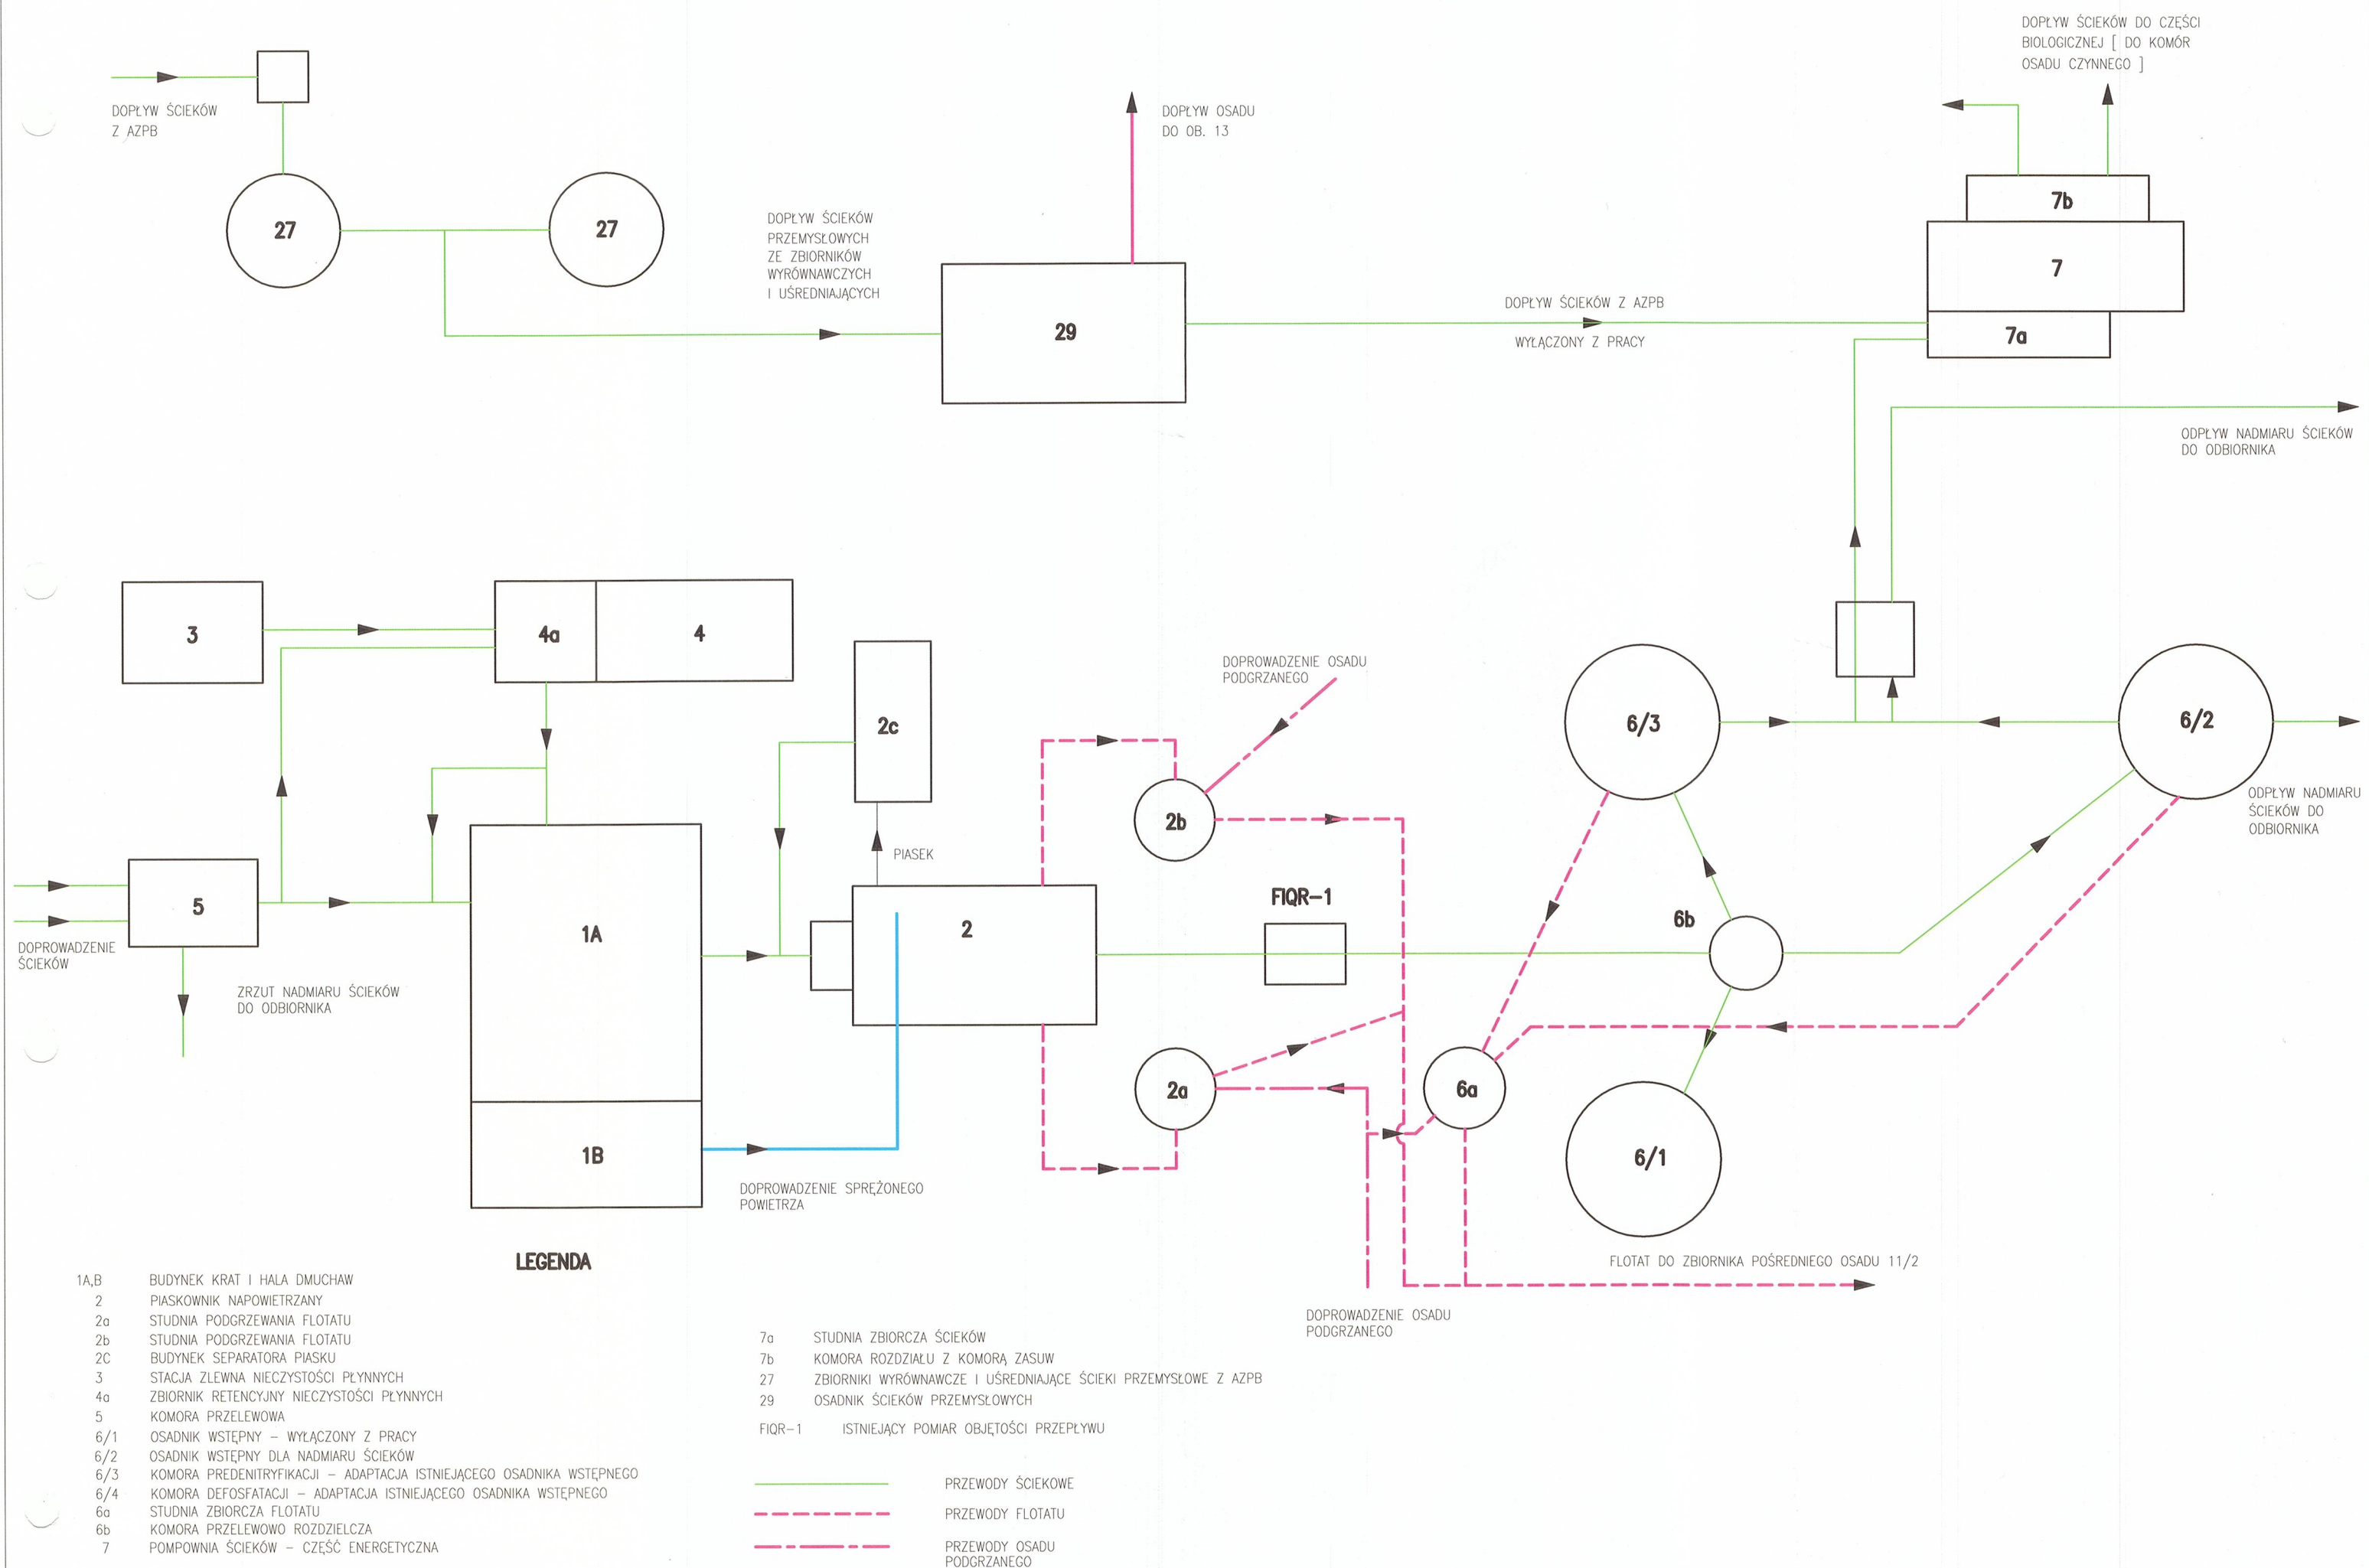 DOPŁYW ŚCIEKÓW DO CZĘŚCI
BIOLOGICZNEJ [ DO KOMÓR
OSADU CZYNNEGO ]
DOPŁYW ŚCIEKÓW
Z AZPB
DOPŁYW OSADU
DO OB. 13
27
27
7b
7
7a
DOPŁYW ŚCIEKÓW
PRZEMYSŁOWYCH
ZE ZBIORNIKÓW
WYRÓWNAWCZYCH
I UŚREDNIAJĄCYCH
29
DOPŁYW ŚCIEKÓW Z AZPB
WYŁĄCZONY Z PRACY
ODPŁYW NADMIARU ŚCIEKÓW
DO ODBIORNIKA
3
4a
4
2c
DOPROWADZENIE OSADU
PODGRZANEGO
6/3
6/2
ODPŁYW NADMIARU
ŚCIEKÓW DO
ODBIORNIKA
2b
PIASEK
5
DOPROWADZENIE
ŚCIEKÓW
ZRZUT NADMIARU ŚCIEKÓW
DO ODBIORNIKA
1A
2
FIQR-1
6b
2a
6a
1B
6/1
DOPROWADZENIE SPRĘŻONEGO
POWIETRZA
FLOTAT DO ZBIORNIKA POŚREDNIEGO OSADU 11/2
DOPROWADZENIE OSADU
PODGRZANEGO
LEGENDA
1A,B BUDYNEK KRAT I HALA DMUCHAW
2 PIASKOWNIK NAPOWIETRZANY
2a STUDNIA PODGRZEWANIA FLOTATU
2b STUDNIA PODGRZEWANIA FLOTATU
2C BUDYNEK SEPARATORA PIASKU
3 STACJA ZLEWNA NIECZYSTOŚCI PŁYNNYCH
4a ZBIORNIK RETENCYJNY NIECZYSTOŚCI PŁYNNYCH
5 KOMORA PRZELEWOWA
6/1 OSADNIK WSTĘPNY – WYŁĄCZONY Z PRACY
6/2 OSADNIK WSTĘPNY DLA NADMIARU ŚCIEKÓW
6/3 KOMORA PREDENITRYFIKACJI – ADAPTACJA ISTNIEJĄCEGO OSADNIKA WSTĘPNEGO
6/4 KOMORA DEFOSFATACJI – ADAPTACJA ISTNIEJĄCEGO OSADNIKA WSTĘPNEGO
6a STUDNIA ZBIORCZA FLOTATU
6b KOMORA PRZELEWOWO ROZDZIELCZA
7 POMPOWNIA ŚCIEKÓW – CZĘŚĆ ENERGETYCZNA
7a STUDNIA ZBIORCZA ŚCIEKÓW
7b KOMORA ROZDZIAŁU Z KOMORĄ ZASUW
27 ZBIORNIKI WYRÓWNAWCZE I UŚREDNIAJĄCE ŚCIEKI PRZEMYSŁOWE Z AZPB
29 OSADNIK ŚCIEKÓW PRZEMYSŁOWYCH
FIQR-1 ISTNIEJĄCY POMIAR OBJĘTOŚCI PRZEPŁYWU
PRZEWODY ŚCIEKOWE
PRZEWODY FLOTATU
PRZEWODY OSADU
PODGRZANEGO